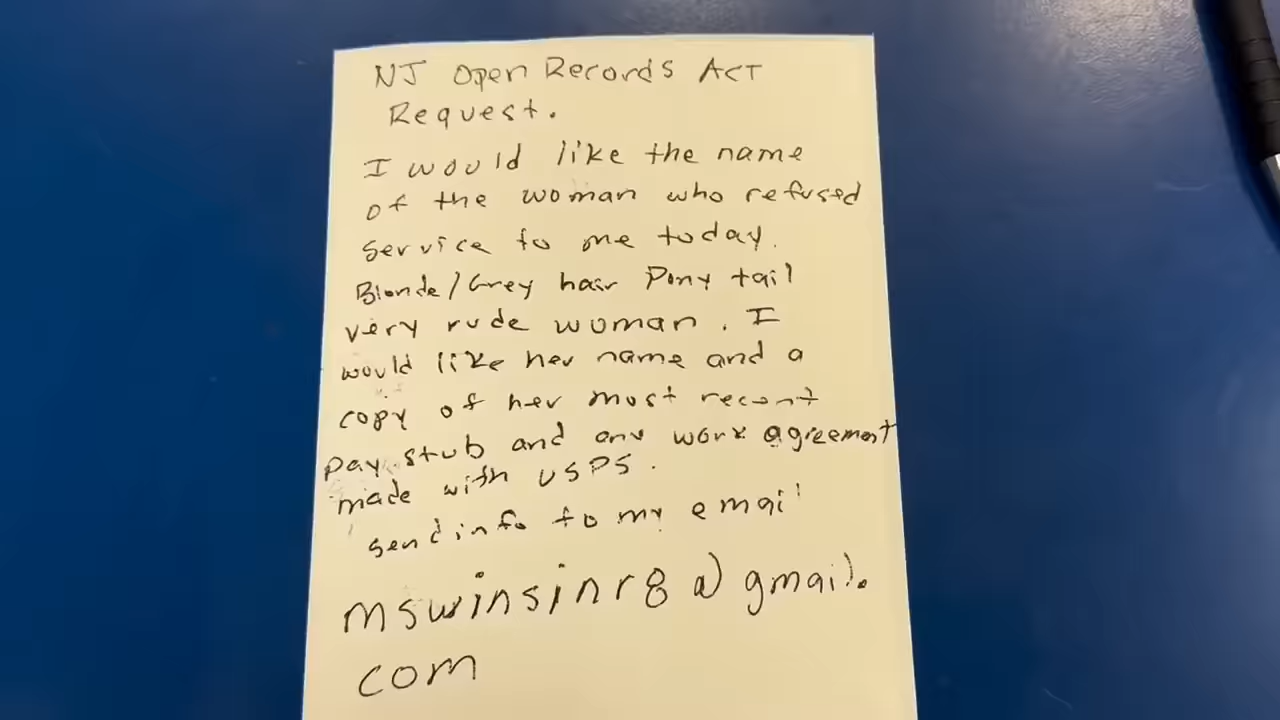 NJ Open Records Act
Request.
I would like the name
of the woman who refused
service to me today.
Blonde/Grey hair Pony tail
very rude woman. I
would like her name and a
copy of her most recent
pay stub and any work agreement
made with USPS.
send info to my email
mswinsinr8@gmail.
com